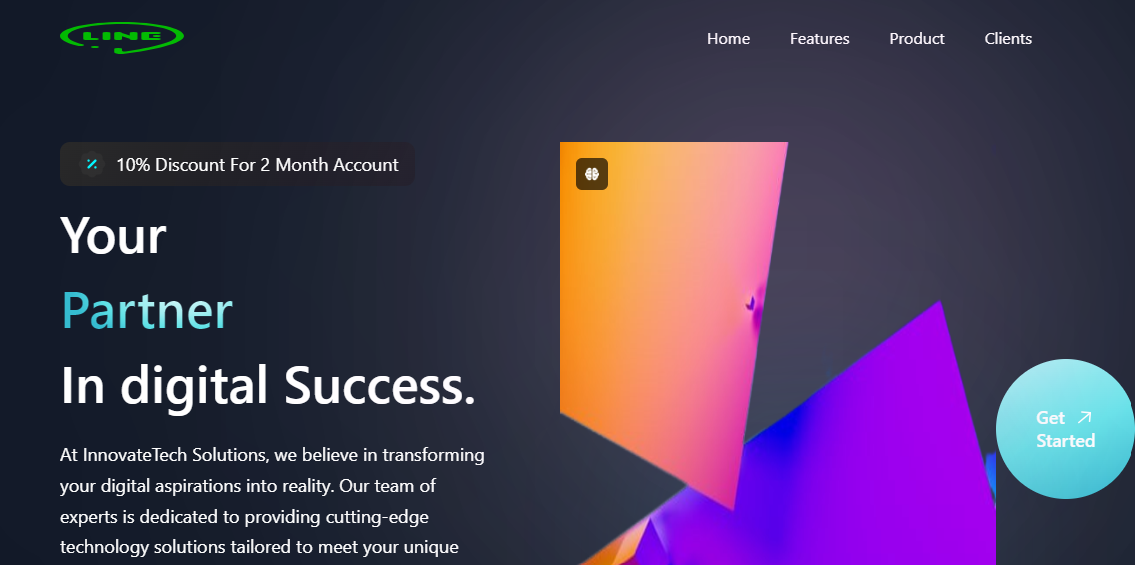 LING
Home Features Product Clients
10% Discount For 2 Month Account
Your
Partner
In digital Success.
Get
Started
At InnovateTech Solutions, we believe in transforming
your digital aspirations into reality. Our team of
experts is dedicated to providing cutting-edge
technology solutions tailored to meet your unique